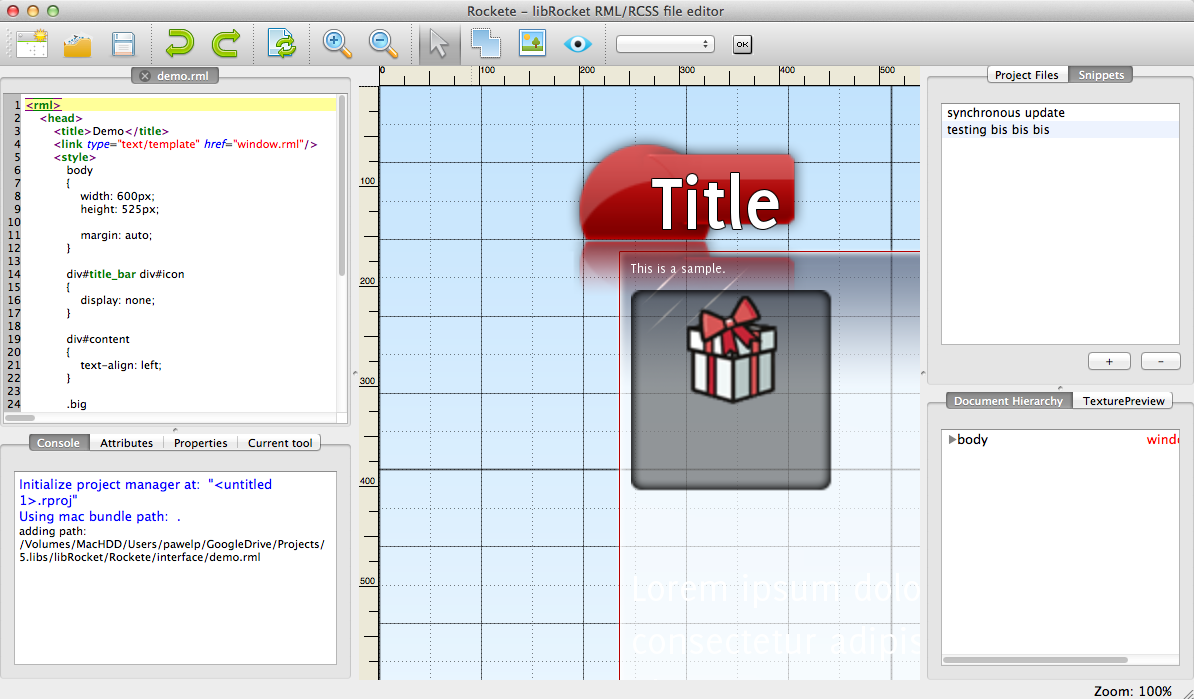 Rockete – libRocket RML/RCSS file editor
OK
demo.rml
1 <rml>
2 <head>
3 <title>Demo</title>
4 <link type="text/template" href="window.rml"/>
5 <style>
6 body
7 {
8 width: 600px;
9 height: 525px;
10
11 margin: auto;
12 }
13
14 div#title_bar div#icon
15 {
16 display: none;
17 }
18
19 div#content
20 {
21 text-align: left;
22 }
23
24 .big
Console Attributes Properties Current tool
Initialize project manager at: "<untitled
1>.rproj"
Using mac bundle path: .
adding path:
/Volumes/MacHDD/Users/pawelp/GoogleDrive/Projects/
5.libs/libRocket/Rockete/interface/demo.rml
0 100 200 300 400 500
100
200
300
400
500
Title
This is a sample.
Lorem ipsum dolo
consectetur adipis
Project Files Snippets
synchronous update
testing bis bis bis
+ -
Document Hierarchy TexturePreview
body wind
Zoom: 100%